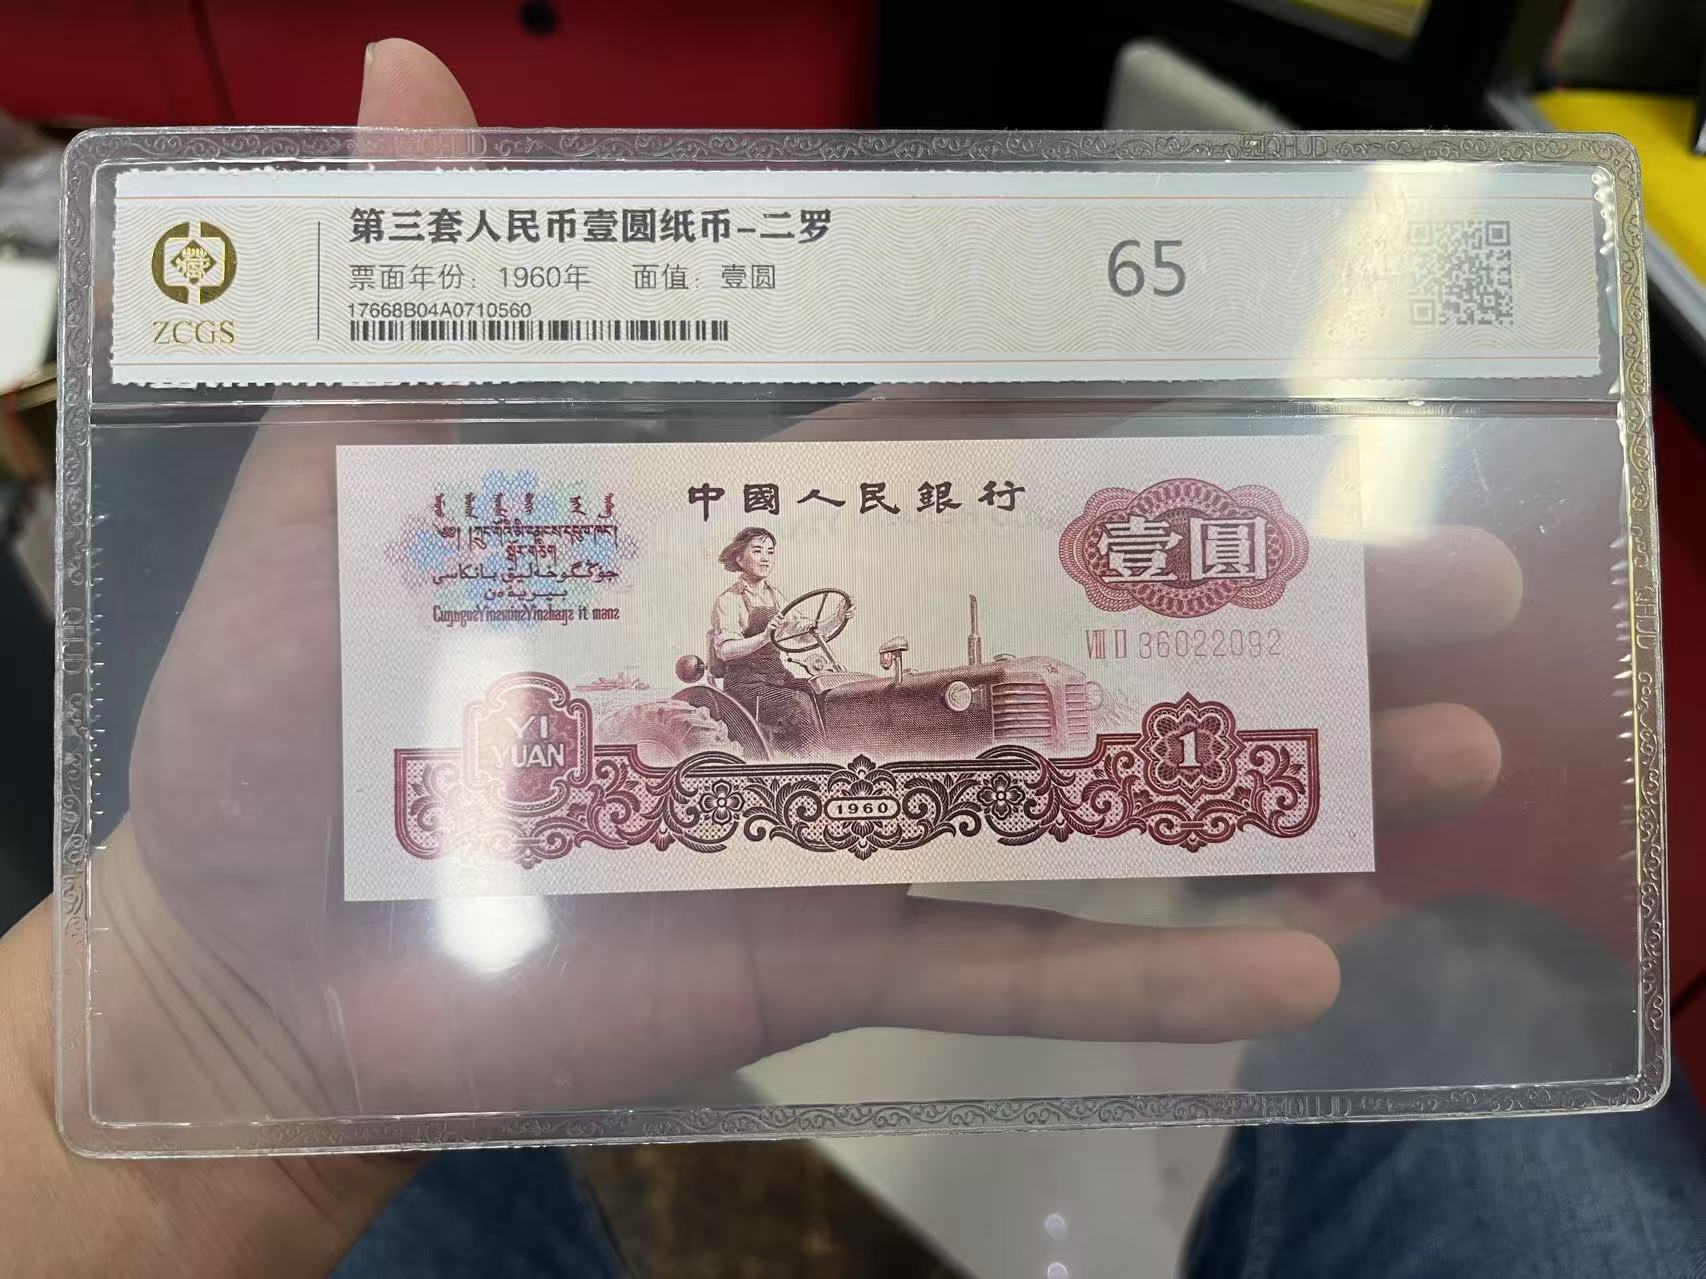 第三套人民币壹圆纸币-二罗
票面年份：1960年 面值：壹圆
17668B04A0710560
ZCGS
65
中國人民銀行
壹圓
VIII II 36022092
YI
YUAN
1
1960